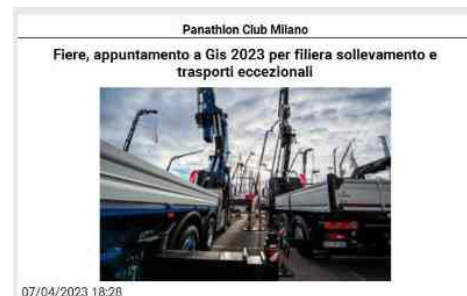 Panathlon Club Milano
Fiere, appuntamento a Gis 2023 per filiera sollevamento e
trasporti eccezionali
07/04/2023 18:28